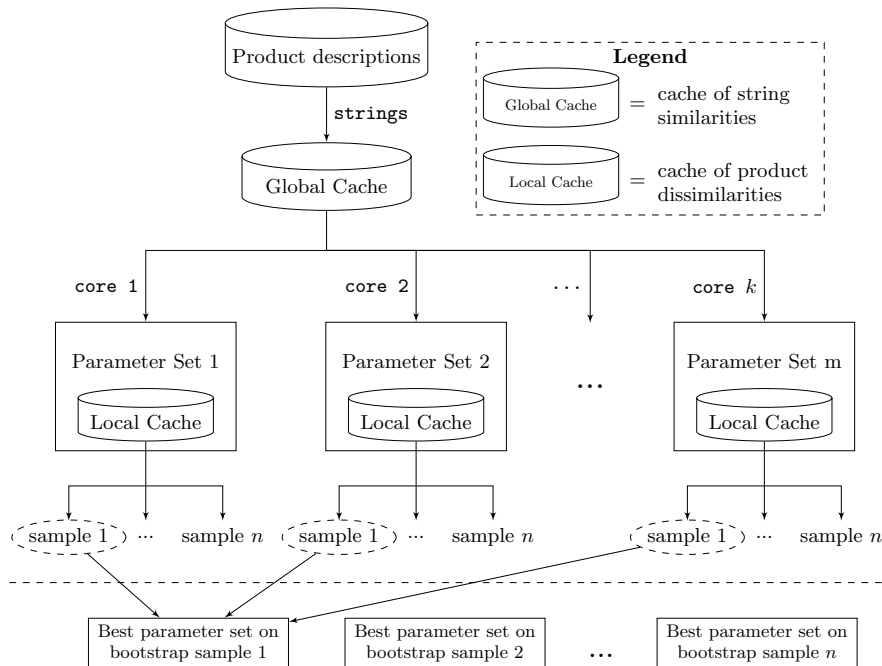 Product descriptions
Legend
Global Cache
=
cache of string
similarities
strings
Global Cache
Local Cache
=
cache of product
dissimilarities
core 1
core 2
...
core k
Parameter Set 1
Parameter Set 2
...
Parameter Set m
Local Cache
Local Cache
Local Cache
sample 1 ... sample n
sample 1 ... sample n
sample 1 ... sample n
Best parameter set on
bootstrap sample 1
Best parameter set on
bootstrap sample 2
...
Best parameter set on
bootstrap sample n